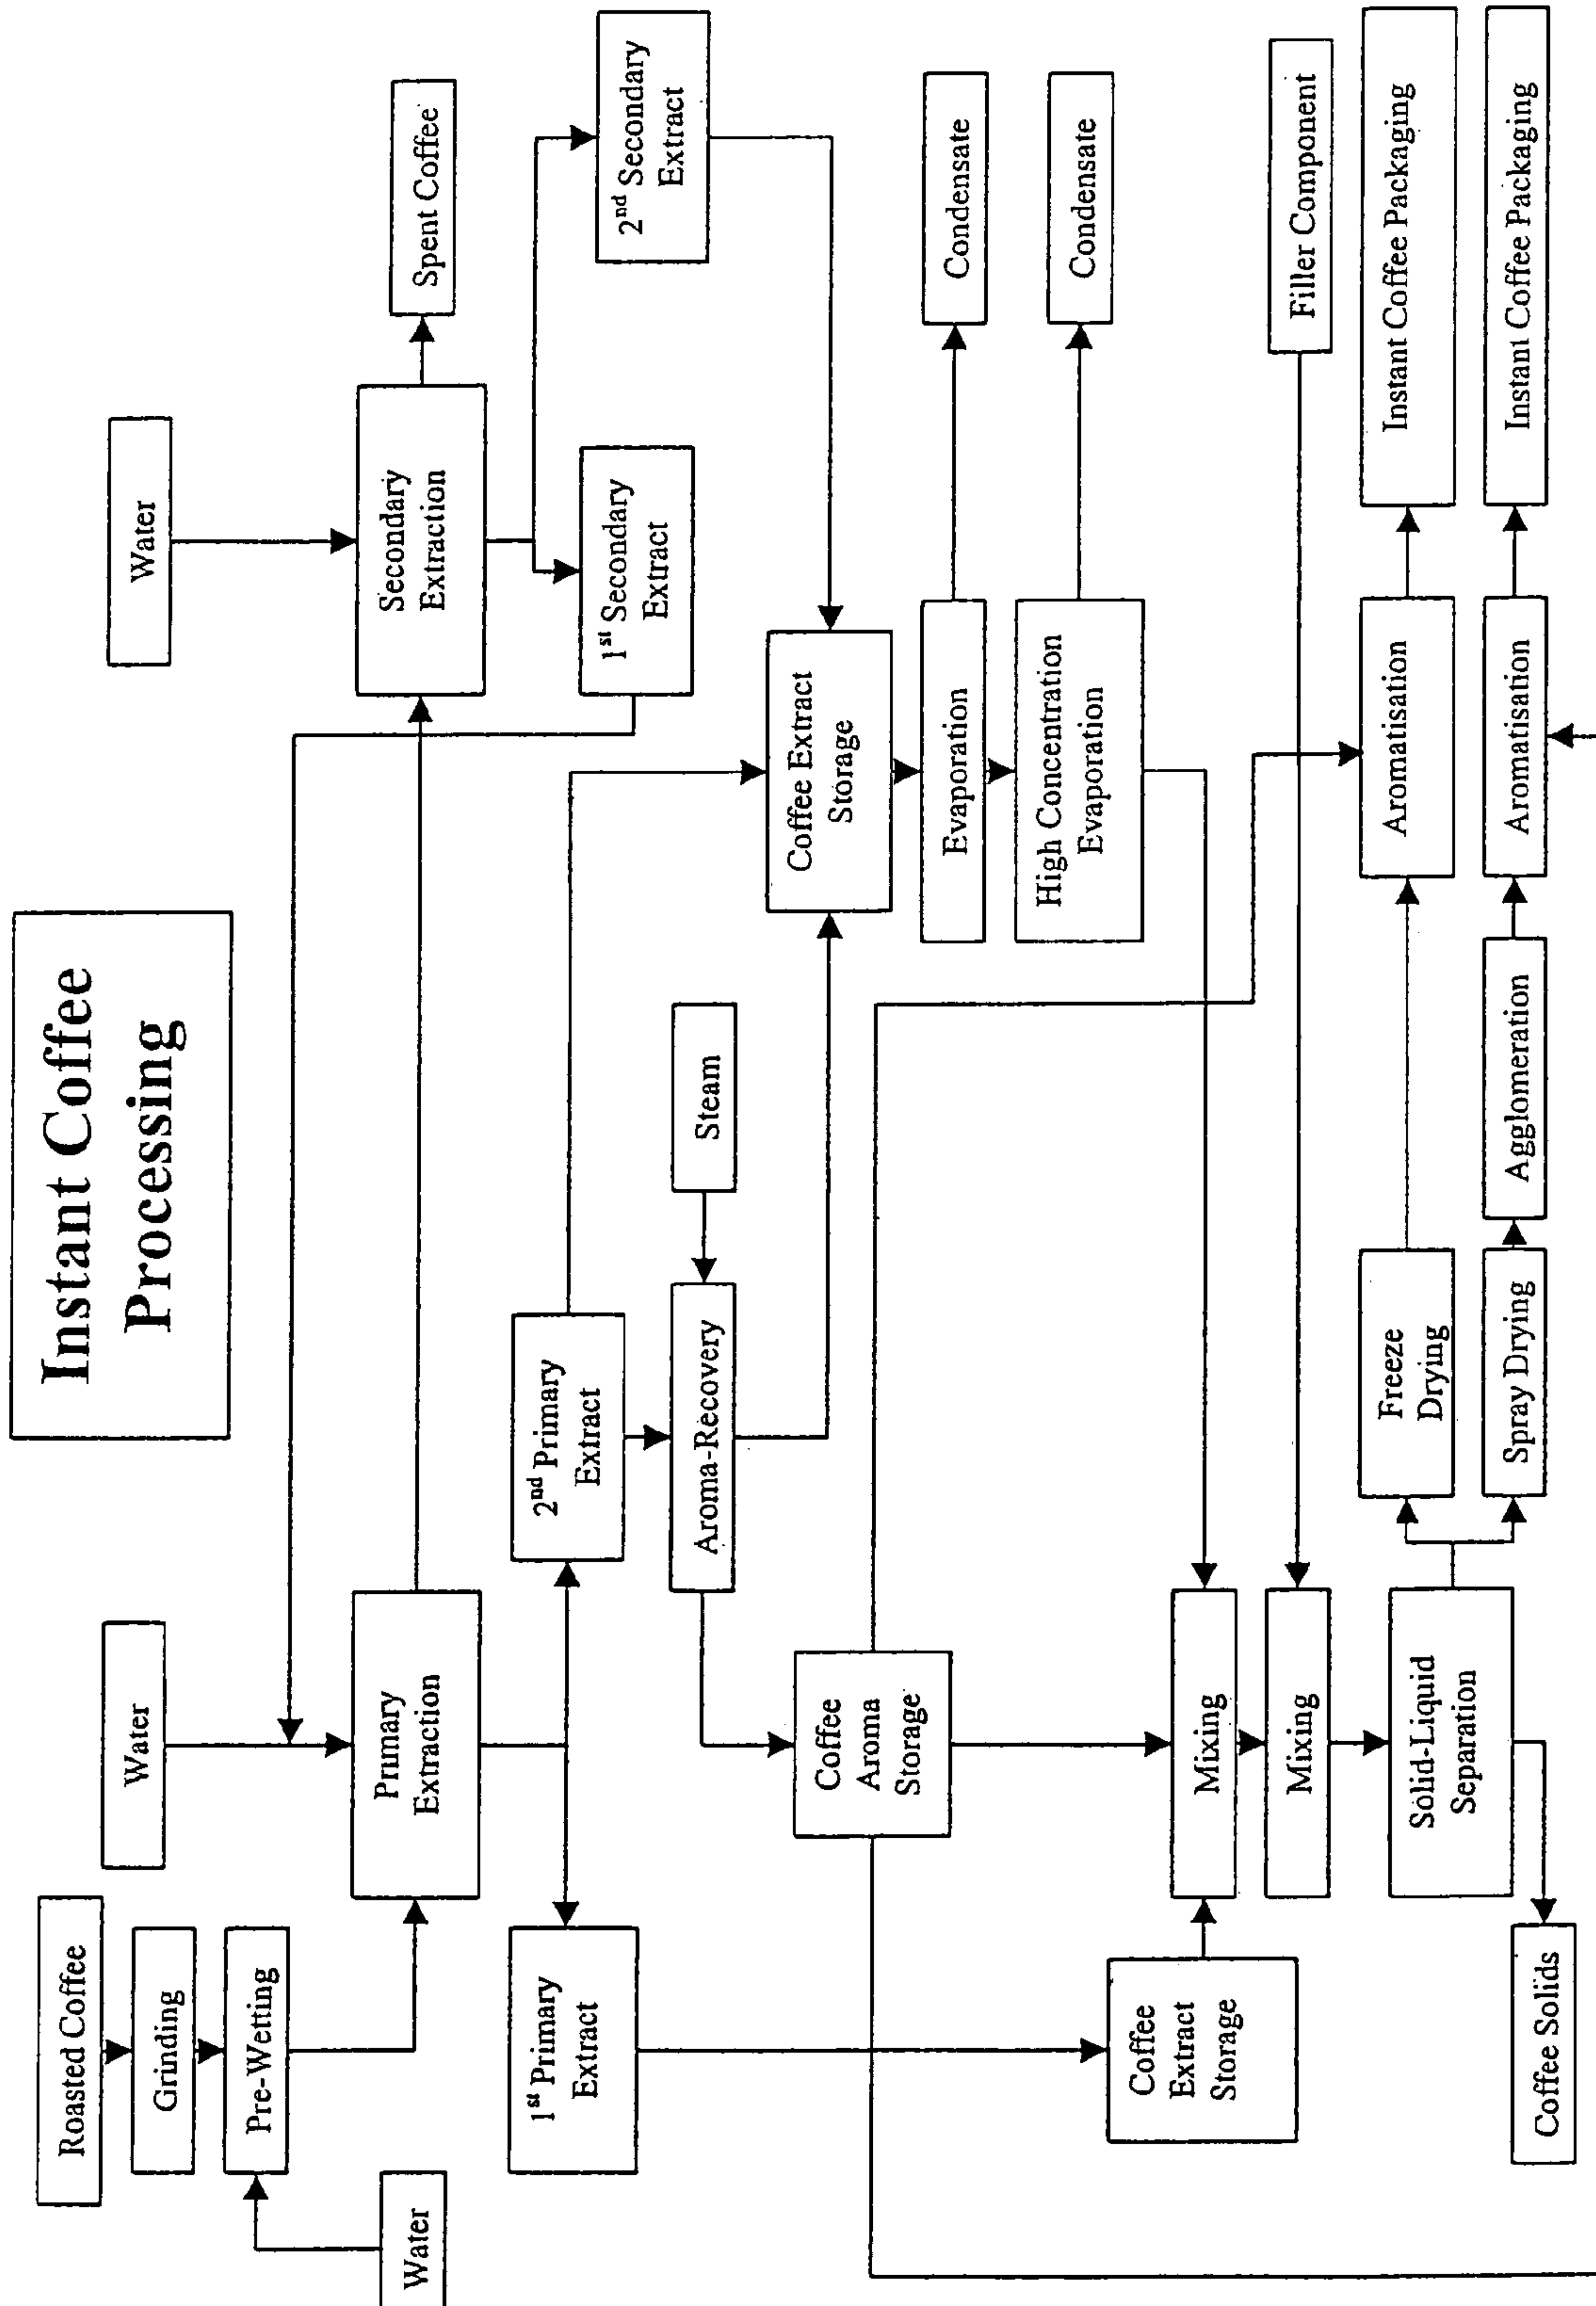 Instant Coffee
Processing
Roasted Coffee
Grinding
Pre-Wetting
Water
Water
Primary
Extraction
Water
Secondary
Extraction
Spent Coffee
1st Primary
Extract
2nd Primary
Extract
1st Secondary
Extract
2nd Secondary
Extract
Aroma-Recovery
Steam
Coffee
Aroma
Storage
Coffee Extract
Storage
Evaporation
Condensate
High Concentration
Evaporation
Condensate
Coffee
Extract
Storage
Mixing
Mixing
Filler Component
Solid-Liquid
Separation
Coffee Solids
Freeze
Drying
Aromatisation
Instant Coffee Packaging
Spray Drying
Agglomeration
Aromatisation
Instant Coffee Packaging